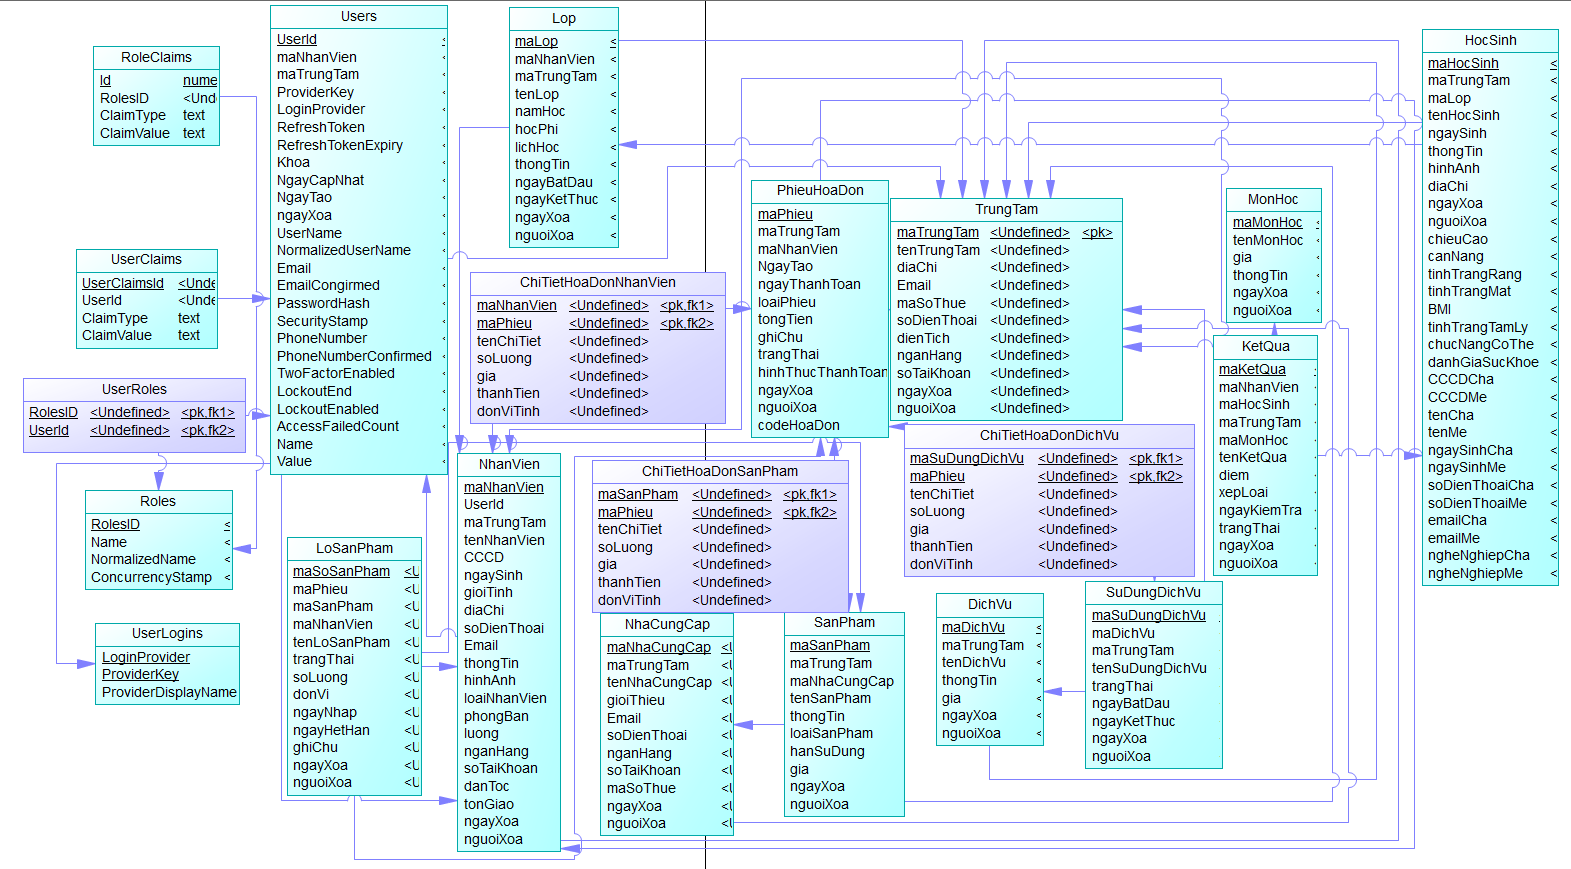 RoleClaims
Id nume
RolesID <Und
ClaimType text
ClaimValue text
UserClaims
UserClaimsId <Unde
UserId <Unde
ClaimType text
ClaimValue text
UserRoles
RolesID <Undefined> <pk,fk1>
UserId <Undefined> <pk,fk2>
Roles
RolesID <
Name <
NormalizedName <
ConcurrencyStamp <
UserLogins
LoginProvider
ProviderKey
ProviderDisplayName
Users
UserId <
maNhanVien <
maTrungTam <
ProviderKey <
LoginProvider <
RefreshToken <
RefreshTokenExpiry <
Khoa <
NgayCapNhat <
NgayTao <
ngayXoa <
UserName <
NormalizedUserName <
Email <
EmailCongirmed <
PasswordHash <
SecurityStamp <
PhoneNumber <
PhoneNumberConfirmed <
TwoFactorEnabled <
LockoutEnd <
LockoutEnabled <
AccessFailedCount <
Name <
Value <
LoSanPham
maSoSanPham <U
maPhieu <U
maSanPham <U
maNhanVien <U
tenLoSanPham <U
trangThai <U
soLuong <U
donVi <U
ngayNhap <U
ngayHetHan <U
ghiChu <U
ngayXoa <U
nguoiXoa <U
Lop
maLop <
maNhanVien <
maTrungTam <
tenLop <
namHoc <
hocPhi <
lichHoc <
thongTin <
ngayBatDau <
ngayKetThuc <
ngayXoa <
nguoiXoa <
ChiTietHoaDonNhanVien
maNhanVien <Undefined> <pk,fk1>
maPhieu <Undefined> <pk,fk2>
tenChiTiet <Undefined>
soLuong <Undefined>
gia <Undefined>
thanhTien <Undefined>
donViTinh <Undefined>
NhanVien
maNhanVien
UserId
maTrungTam
tenNhanVien
CCCD
ngaySinh
gioiTinh
diaChi
soDienThoai
Email
thongTin
hinhAnh
loaiNhanVien
phongBan
luong
nganHang
soTaiKhoan
danToc
tonGiao
ngayXoa
nguoiXoa
PhieuHoaDon
maPhieu
maTrungTam
maNhanVien
NgayTao
ngayThanhToan
loaiPhieu
tongTien
ghiChu
trangThai
hinhThucThanhToan
ngayXoa
nguoiXoa
codeHoaDon
ChiTietHoaDonSanPham
maSanPham <Undefined> <pk,fk1>
maPhieu <Undefined> <pk,fk2>
tenChiTiet <Undefined>
soLuong <Undefined>
gia <Undefined>
thanhTien <Undefined>
donViTinh <Undefined>
NhaCungCap
maNhaCungCap <U
maTrungTam <U
tenNhaCungCap <U
gioiThieu <U
Email <U
soDienThoai <U
nganHang <U
soTaiKhoan <U
maSoThue <U
ngayXoa <U
nguoiXoa <U
SanPham
maSanPham
maTrungTam
maNhaCungCap
tenSanPham
thongTin
loaiSanPham
hanSuDung
gia
ngayXoa
nguoiXoa
TrungTam
maTrungTam <Undefined> <pk>
tenTrungTam <Undefined>
diaChi <Undefined>
Email <Undefined>
maSoThue <Undefined>
soDienThoai <Undefined>
dienTich <Undefined>
nganHang <Undefined>
soTaiKhoan <Undefined>
ngayXoa <Undefined>
nguoiXoa <Undefined>
ChiTietHoaDonDichVu
maSuDungDichVu <Undefined> <pk,fk1>
maPhieu <Undefined> <pk,fk2>
tenChiTiet <Undefined>
soLuong <Undefined>
gia <Undefined>
thanhTien <Undefined>
donViTinh <Undefined>
DichVu
maDichVu <
maTrungTam <
tenDichVu <
thongTin <
gia <
ngayXoa <
nguoiXoa <
SuDungDichVu
maSuDungDichVu
maDichVu
maTrungTam
tenSuDungDichVu
trangThai
ngayBatDau
ngayKetThuc
ngayXoa
nguoiXoa
MonHoc
maMonHoc <
tenMonHoc <
gia <
thongTin <
ngayXoa <
nguoiXoa <
KetQua
maKetQua
maNhanVien
maHocSinh
maTrungTam
maMonHoc
tenKetQua
diem
xepLoai
ngayKiemTra
trangThai
ngayXoa
nguoiXoa
HocSinh
maHocSinh <
maTrungTam <
maLop <
tenHocSinh <
ngaySinh <
thongTin <
hinhAnh <
diaChi <
ngayXoa <
nguoiXoa <
chieuCao <
canNang <
tinhTrangRang <
tinhTrangMat <
BMI <
tinhTrangTamLy <
chucNangCoThe <
danhGiaSucKhoe <
CCCDCha <
CCCDMe <
tenCha <
tenMe <
ngaySinhCha <
ngaySinhMe <
soDienThoaiCha <
soDienThoaiMe <
emailCha <
emailMe <
ngheNghiepCha <
ngheNghiepMe <